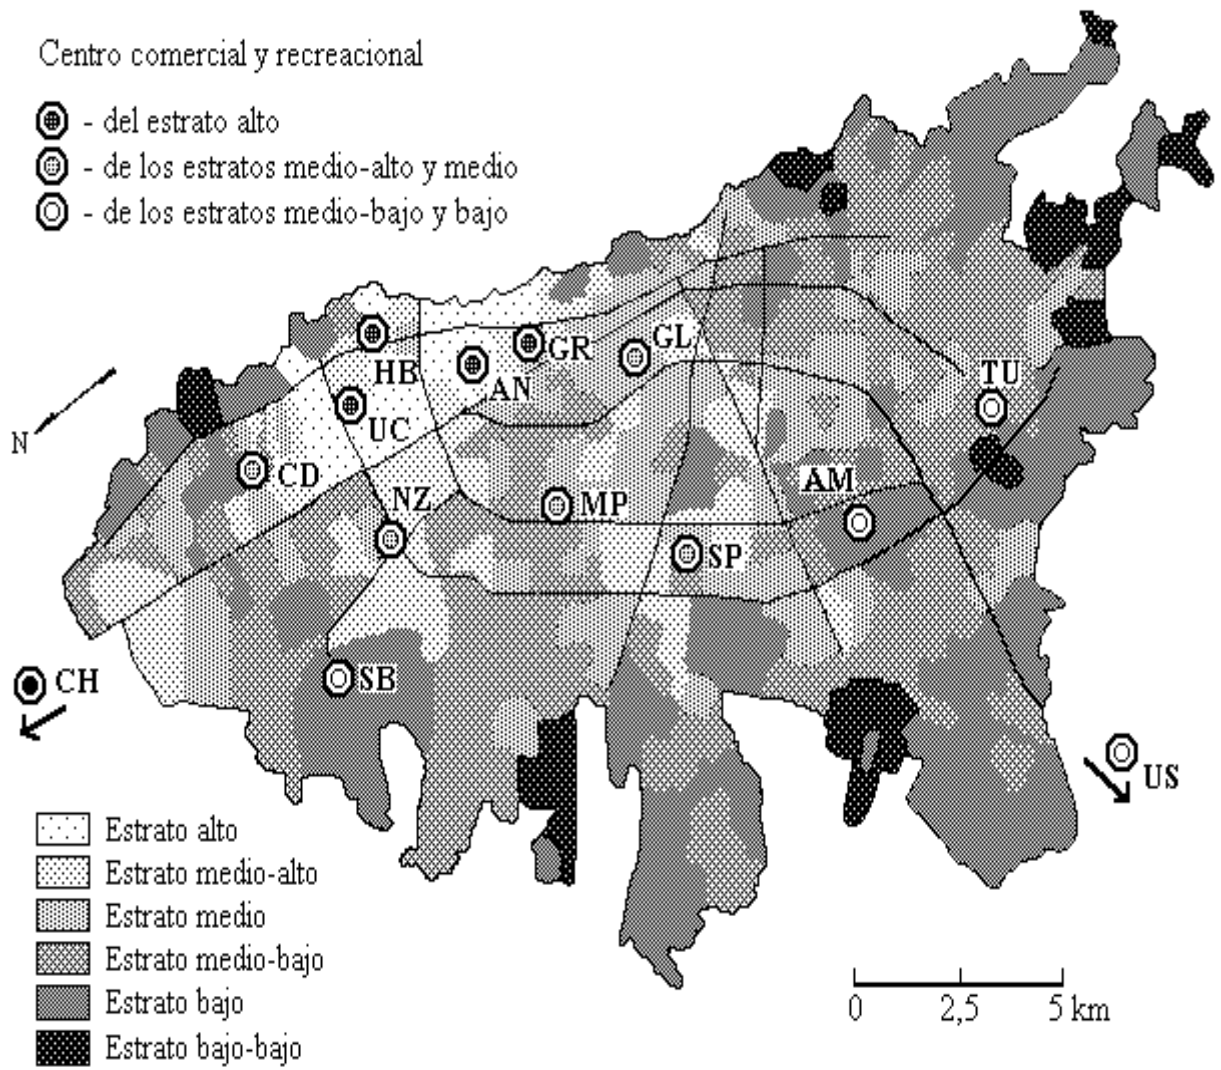 Centro comercial y recreacional
- del estrato alto
- de los estratos medio-alto y medio
- de los estratos medio-bajo y bajo
N
HB
UC
CD
AN
GR
GL
NZ
MP
SP
AM
TU
SB
CH
US
Estrato alto
Estrato medio-alto
Estrato medio
Estrato medio-bajo
Estrato bajo
Estrato bajo-bajo
0 2,5 5 km